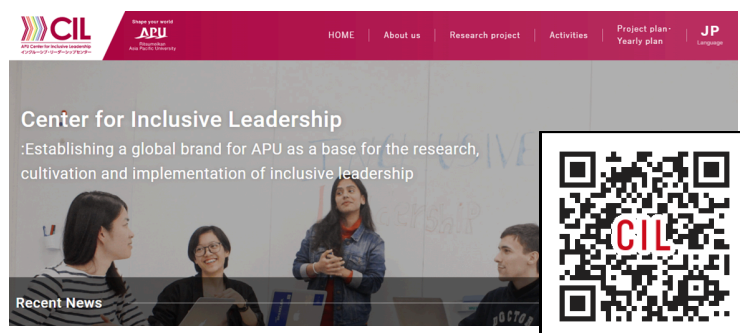 CIL
APU Center for Inclusive Leadership
インクルーシブ・リーダーシップセンター
Shape your world
APU
Ritsumeikan
Asia Pacific University
HOME
About us
Research project
Activities
Project plan・
Yearly plan
JP
Language
Center for Inclusive Leadership
:Establishing a global brand for APU as a base for the research,
cultivation and implementation of inclusive leadership
INCLUSIVE
Recent News
DOCTOR
CIL